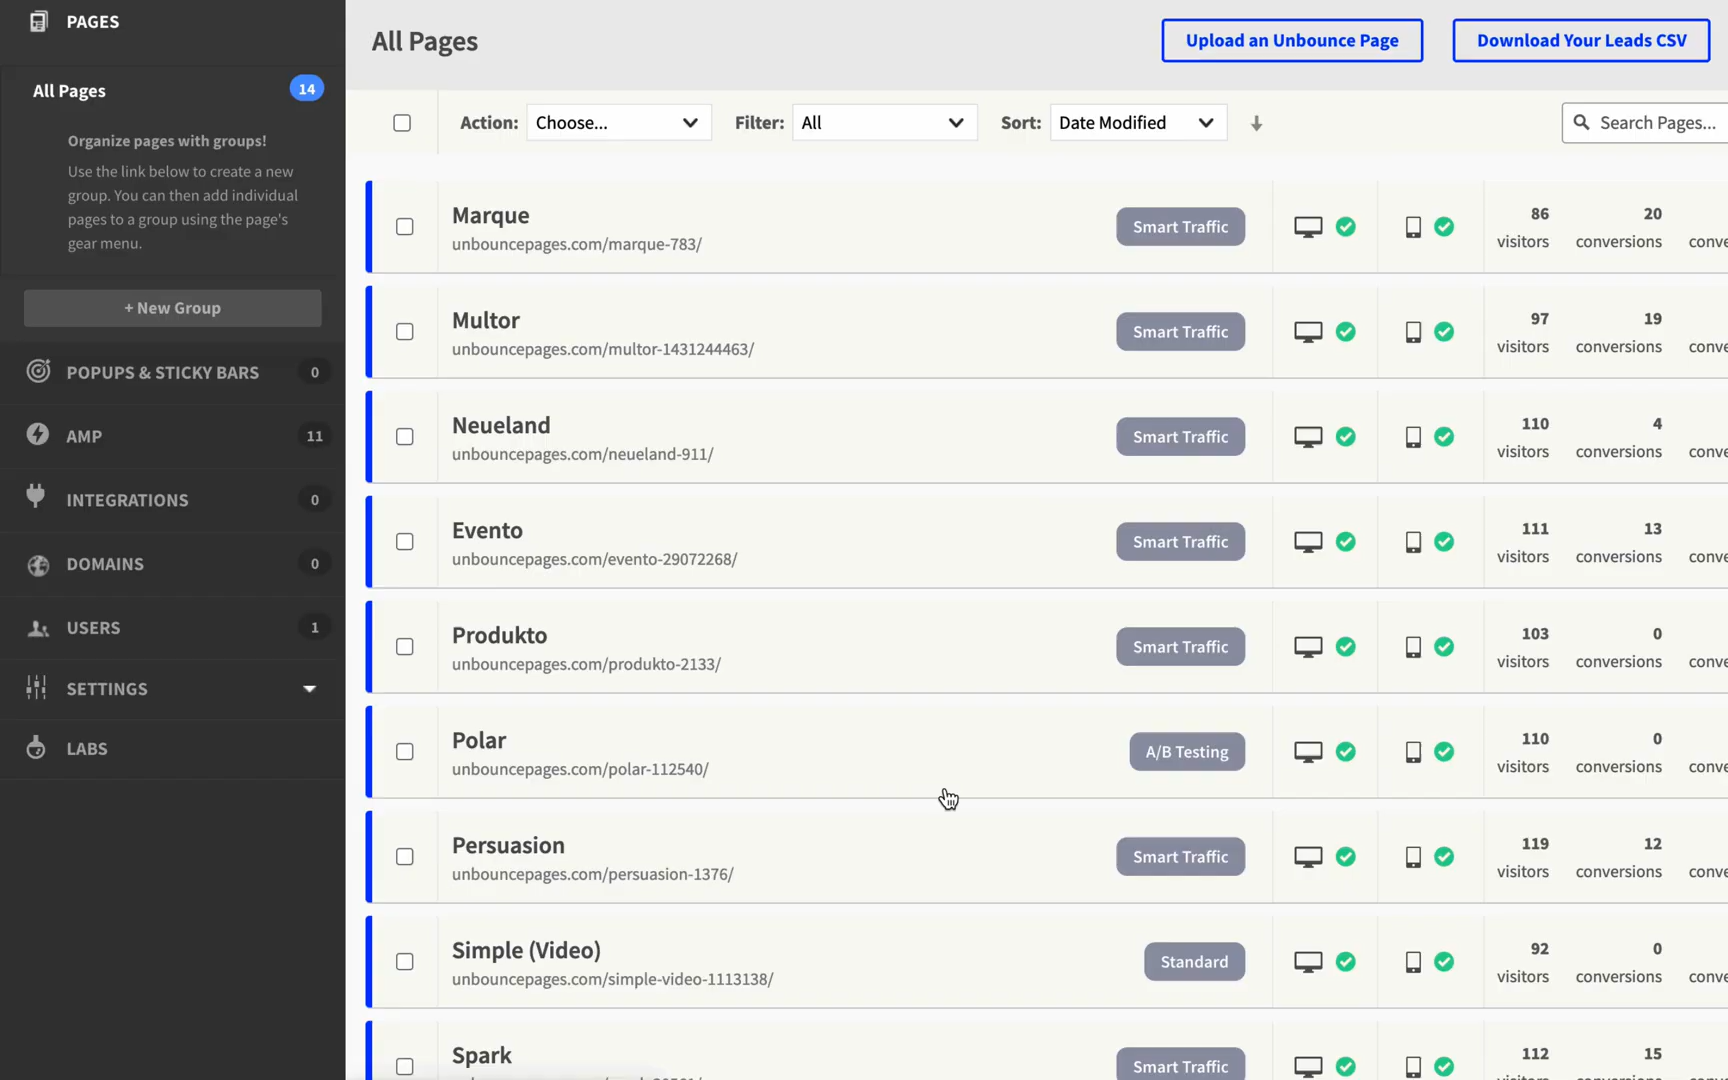 PAGES
All Pages
14
Organize pages with groups!
Use the link below to create a new
group. You can then add individual
pages to a group using the page's
gear menu.
+ New Group
POPUPS & STICKY BARS 0
AMP 11
INTEGRATIONS 0
DOMAINS 0
USERS 1
SETTINGS
LABS
All Pages
Upload an Unbounce Page
Download Your Leads CSV
Action: Choose... Filter: All Sort: Date Modified Search Pages...
Marque
unbouncepages.com/marque-783/
Smart Traffic
86 20
visitors conversions conve
Multor
unbouncepages.com/multor-1431244463/
Smart Traffic
97 19
visitors conversions conve
Neueland
unbouncepages.com/neueland-911/
Smart Traffic
110 4
visitors conversions conve
Evento
unbouncepages.com/evento-29072268/
Smart Traffic
111 13
visitors conversions conve
Produkto
unbouncepages.com/produkto-2133/
Smart Traffic
103 0
visitors conversions conve
Polar
unbouncepages.com/polar-112540/
A/B Testing
110 0
visitors conversions conve
Persuasion
unbouncepages.com/persuasion-1376/
Smart Traffic
119 12
visitors conversions conve
Simple (Video)
unbouncepages.com/simple-video-1113138/
Standard
92 0
visitors conversions conve
Spark
Smart Traffic
112 15